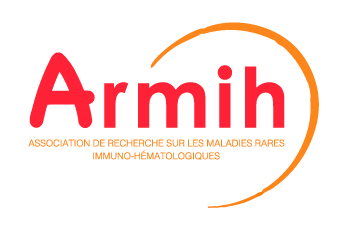 Armih
ASSOCIATION DE RECHERCHE SUR LES MALADIES RARES
IMMUNO-HÉMATOLOGIQUES